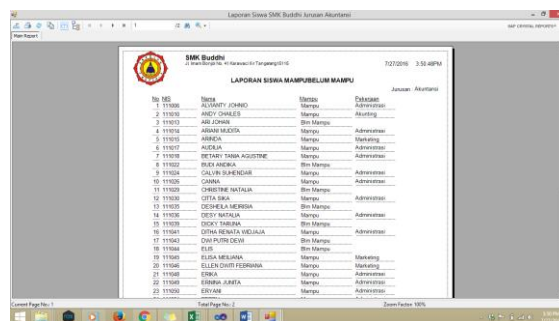 Laporan Siswa SMK Buddhi Jurusan Akuntansi
SAP CRYSTAL REPORTS®
Main Report
SMK Buddhi
7/27/2016 3:50:48PM
LAPORAN SISWA MAMPU/BELUM MAMPU
Jurusan Akuntansi
No NIS Nama Mampu Pekerjaan
1 111008 ALVIANTY JOHNO Mampu Administrasi
2 111010 ANDY CHAILES Mampu Akunting
3 111013 ARI JOHAN Blm Mampu
4 111014 ARIANI MUDITA Mampu Administrasi
5 111015 ARINDA Mampu Marketing
6 111017 AUDILIA Mampu Administrasi
7 111018 BETARY TANIA AGUSTINE Mampu Administrasi
8 111022 BUDI ANDIKA Blm Mampu
9 111024 CALVIN SUHENDAR Mampu Administrasi
10 111026 CANNA Mampu Administrasi
11 111029 CHRISTINE NATALIA Blm Mampu
12 111030 CITTA SIKA Mampu Administrasi
13 111035 DESHEILA MEIRISIA Blm Mampu
14 111036 DESY NATALIA Mampu Administrasi
15 111039 DICKY TABUNA Blm Mampu
16 111041 DITHA RENATA WIDJAJA Mampu Administrasi
17 111043 DWI PUTRI DEWI Blm Mampu
18 111044 ELIS Blm Mampu
19 111045 ELISA MEILIANA Mampu Marketing
20 111046 ELLEN DWITI FEBRIANA Mampu Marketing
21 111048 ERIKA Mampu Administrasi
22 111049 ERNINA JUNITA Mampu Administrasi
23 111050 ERYANI Mampu Administrasi
Current Page No.: 1 Total Page No.: 2 Zoom Factor: 100%